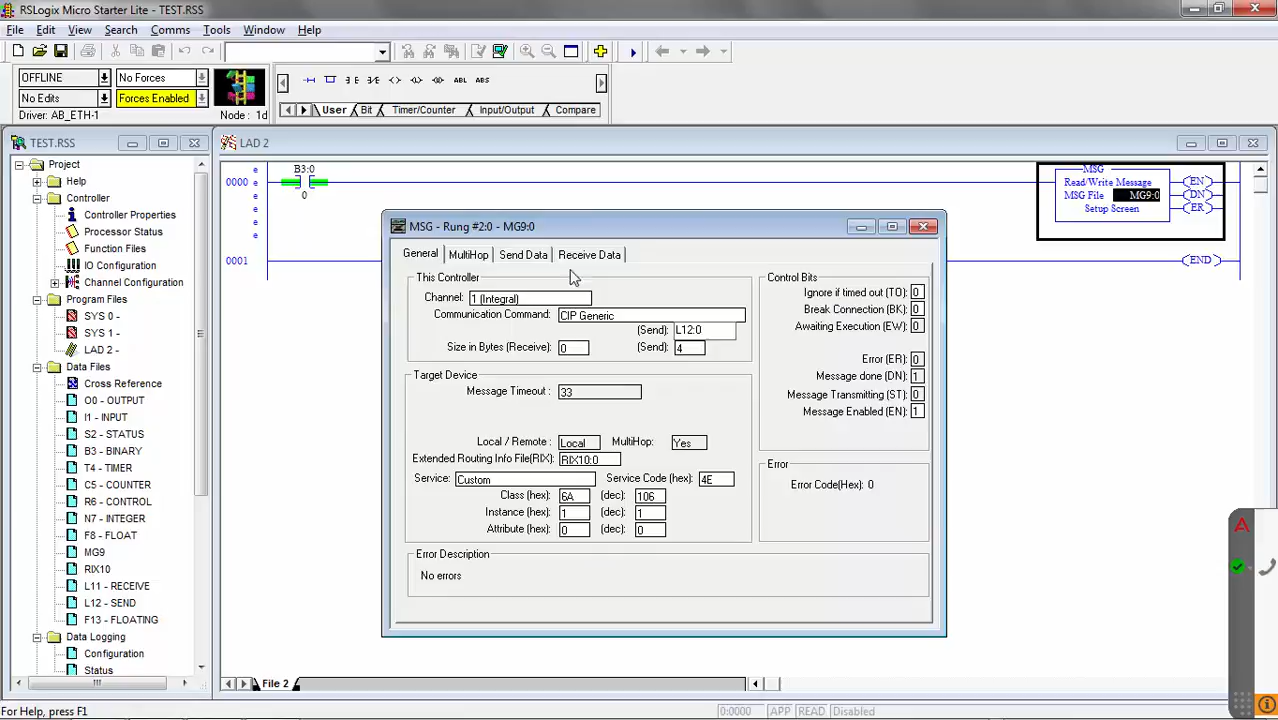 RSLogix Micro Starter Lite - TEST.RSS
File Edit View Search Comms Tools Window Help
OFFLINE No Forces
No Edits Forces Enabled
Driver: AB_ETH-1 Node : 1d
ABL ABS
User Bit Timer/Counter Input/Output Compare
TEST.RSS
Project
Help
Controller
Controller Properties
Processor Status
Function Files
IO Configuration
Channel Configuration
Program Files
SYS 0 -
SYS 1 -
LAD 2 -
Data Files
Cross Reference
O0 - OUTPUT
I1 - INPUT
S2 - STATUS
B3 - BINARY
T4 - TIMER
C5 - COUNTER
R6 - CONTROL
N7 - INTEGER
F8 - FLOAT
MG9
RIX10
L11 - RECEIVE
L12 - SEND
F13 - FLOATING
Data Logging
Configuration
Status
LAD 2
0000
e
e
e
e
e
B3:0
0
MSG
Read/Write Message
MSG File MG9:0
Setup Screen
EN
DN
ER
0001
END
MSG - Rung #2:0 - MG9:0
General MultiHop Send Data Receive Data
This Controller
Channel: 1 (Integral)
Communication Command: CIP Generic
(Send): L12:0
Size in Bytes (Receive): 0 (Send): 4
Target Device
Message Timeout : 33
Local / Remote : Local MultiHop: Yes
Extended Routing Info File(RIX): RIX10:0
Service: Custom Service Code (hex): 4E
Class (hex): 6A (dec): 106
Instance (hex): 1 (dec): 1
Attribute (hex): 0 (dec): 0
Control Bits
Ignore if timed out (TO): 0
Break Connection (BK): 0
Awaiting Execution (EW): 0
Error (ER): 0
Message done (DN): 1
Message Transmitting (ST): 0
Message Enabled (EN): 1
Error
Error Code(Hex): 0
Error Description
No errors
File 2
For Help, press F1
0:0000 APP READ Disabled